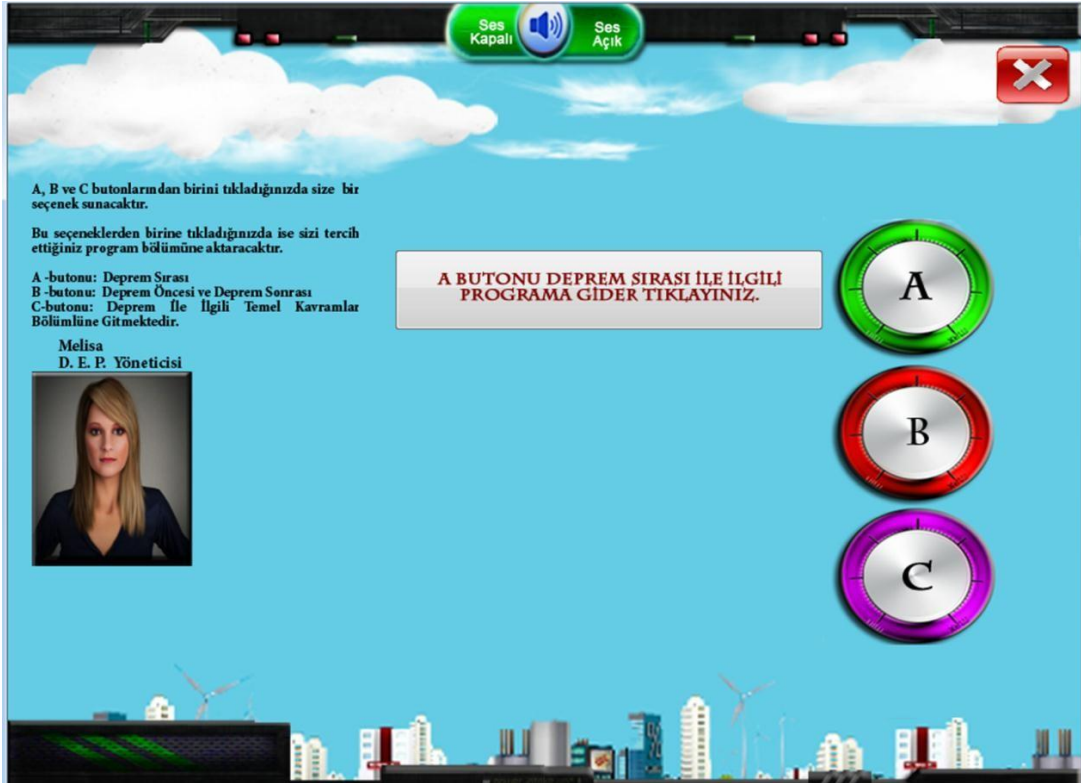 Ses
Kapalı
Ses
Açık
A, B ve C butonlarından birini tıkladığınızda size bir
seçenek sunacaktır.
Bu seçeneklerden birine tıkladığınızda ise sizi tercih
ettiğiniz program bölümüne aktaracaktır.
A -butonu: Deprem Sırası
B -butonu: Deprem Öncesi ve Deprem Sonrası
C-butonu: Deprem İle İlgili Temel Kavramlar
Bölümlüne Gitmektedir.
Melisa
D. E. P. Yöneticisi
A BUTONU DEPREM SIRASI İLE İLGİLİ
PROGRAMA GİDER TIKLAYINIZ.
A
B
C